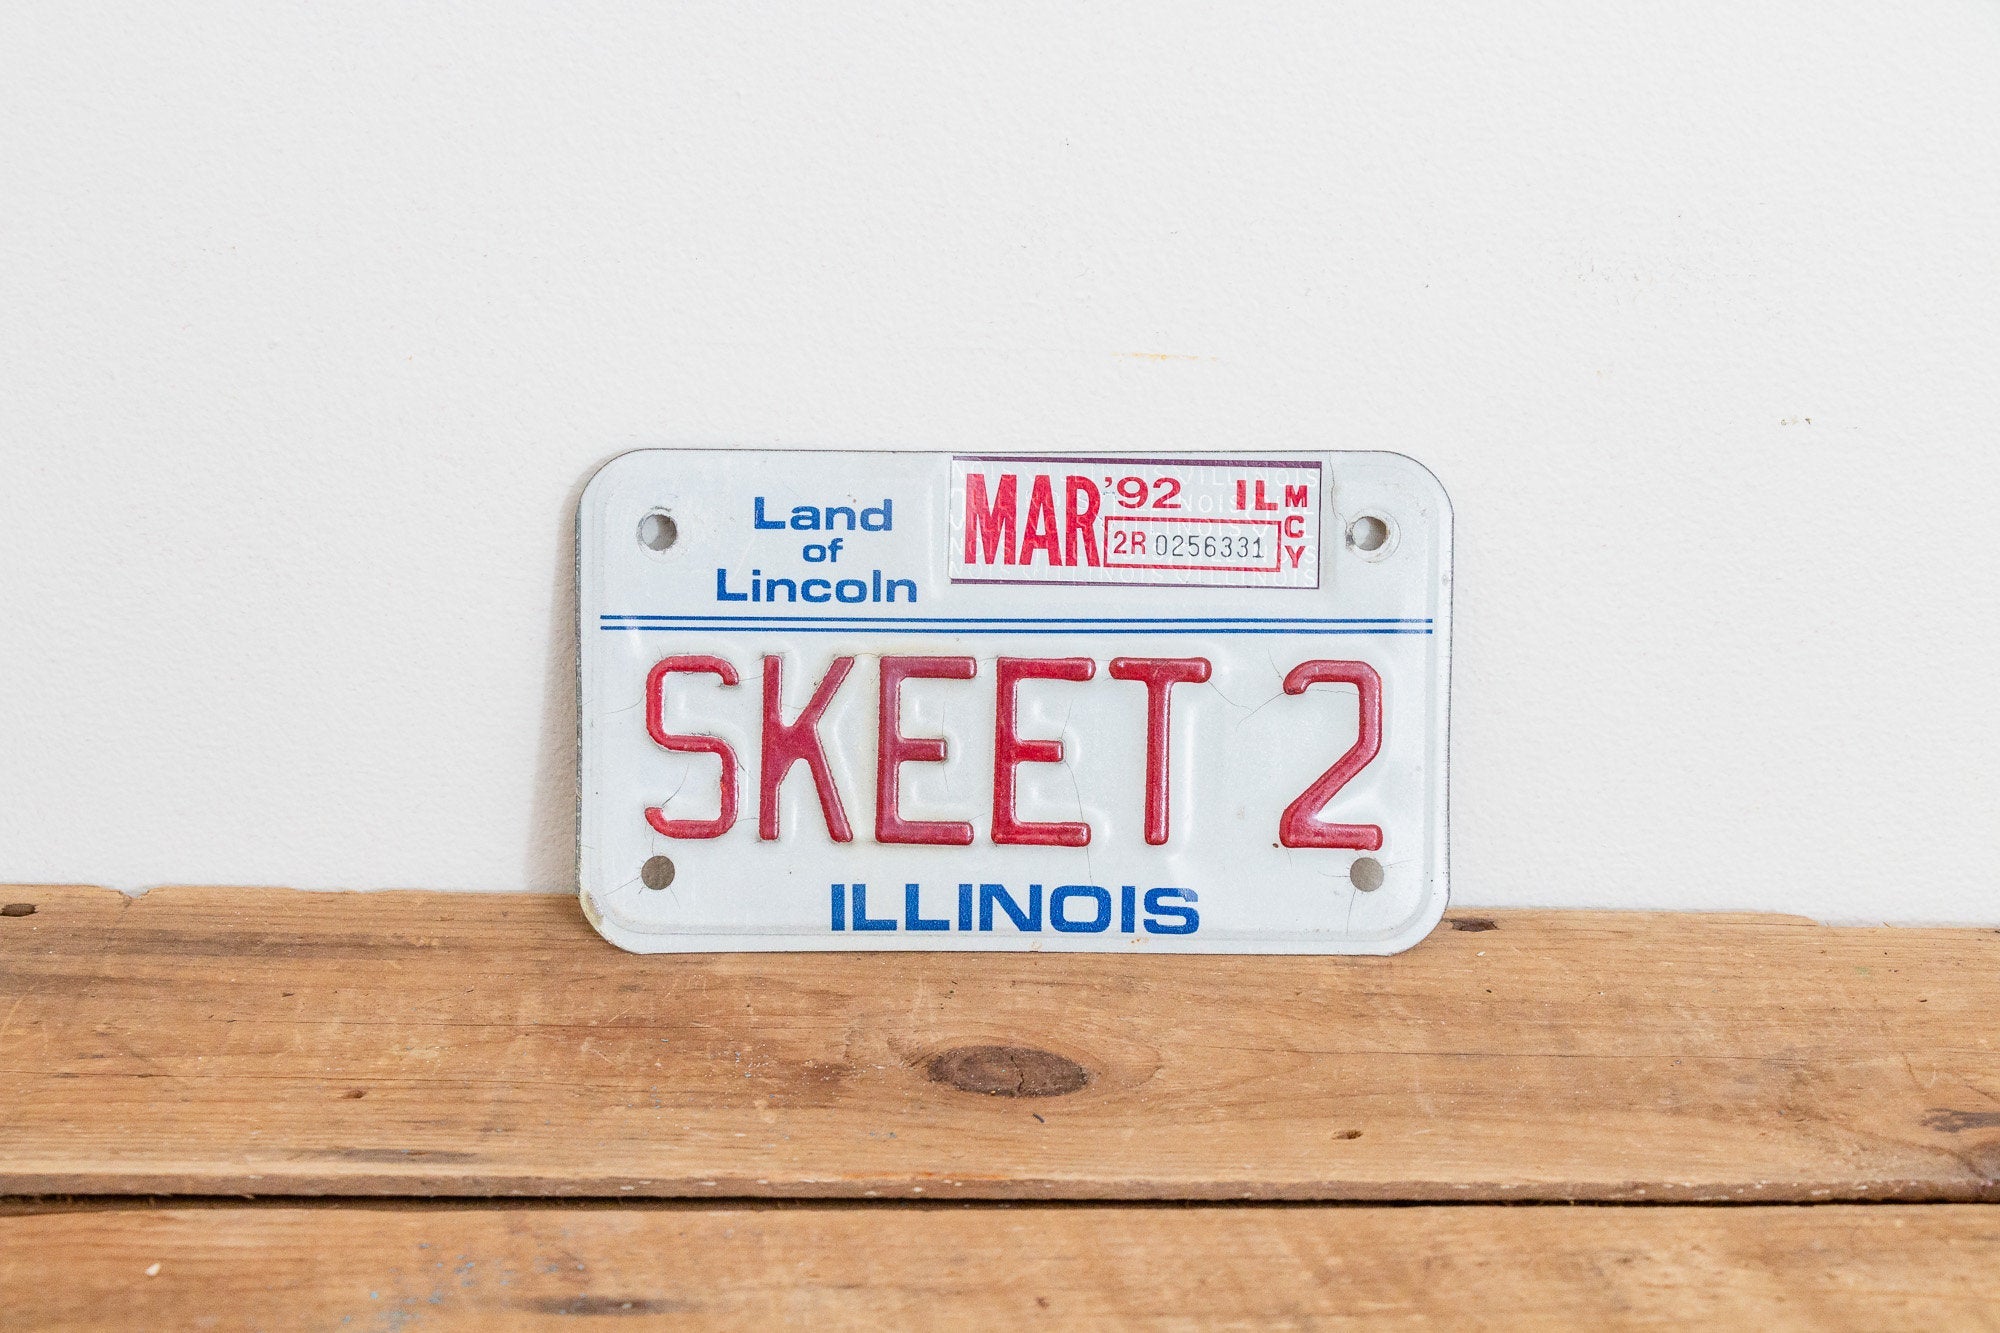 Land
of
Lincoln
MAR '92 IL MCY
2R 0256331
SKEET 2
ILLINOIS